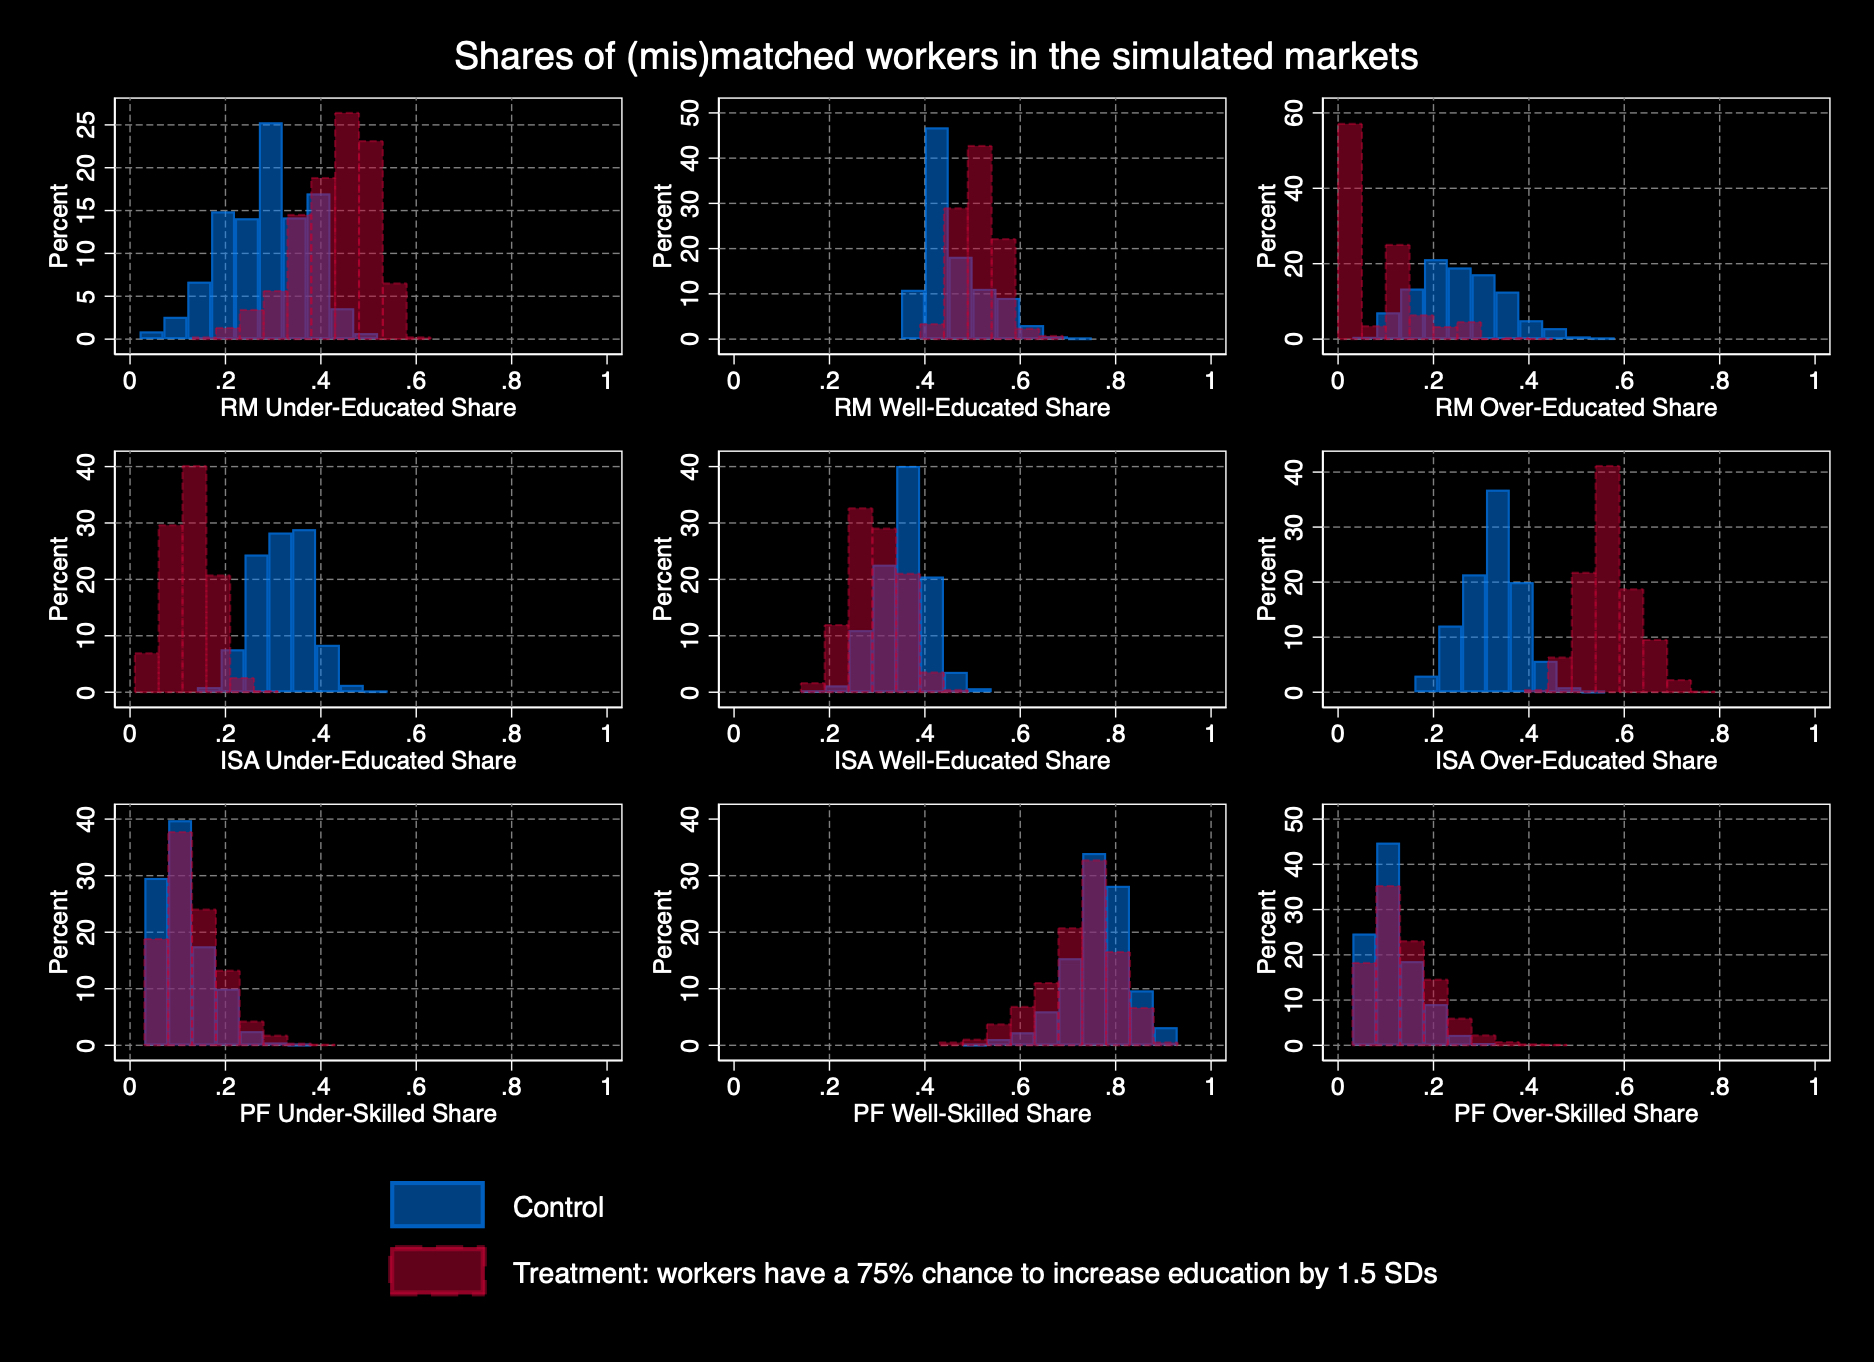 Shares of (mis)matched workers in the simulated markets
Percent
0 5 10 15 20 25
0 .2 .4 .6 .8 1
RM Under-Educated Share
Percent
0 10 20 30 40 50
0 .2 .4 .6 .8 1
RM Well-Educated Share
Percent
0 20 40 60
0 .2 .4 .6 .8 1
RM Over-Educated Share
Percent
0 10 20 30 40
0 .2 .4 .6 .8 1
ISA Under-Educated Share
Percent
0 10 20 30 40
0 .2 .4 .6 .8 1
ISA Well-Educated Share
Percent
0 10 20 30 40
0 .2 .4 .6 .8 1
ISA Over-Educated Share
Percent
0 10 20 30 40
0 .2 .4 .6 .8 1
PF Under-Skilled Share
Percent
0 10 20 30 40
0 .2 .4 .6 .8 1
PF Well-Skilled Share
Percent
0 10 20 30 40 50
0 .2 .4 .6 .8 1
PF Over-Skilled Share
Control
Treatment: workers have a 75% chance to increase education by 1.5 SDs